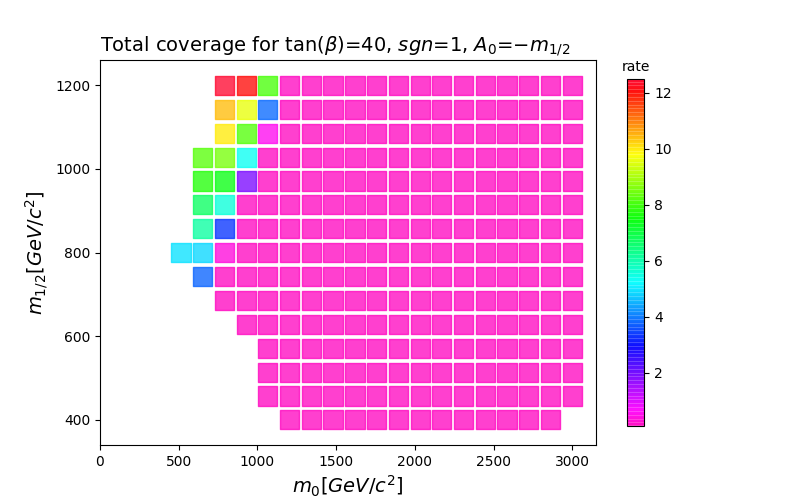 Total coverage for tan(β)=40, sgn=1, A₀=−m₁/₂
rate
1200
1000
800
600
400
m₁/₂[GeV/c²]
12
10
8
6
4
2
0 500 1000 1500 2000 2500 3000
m₀[GeV/c²]